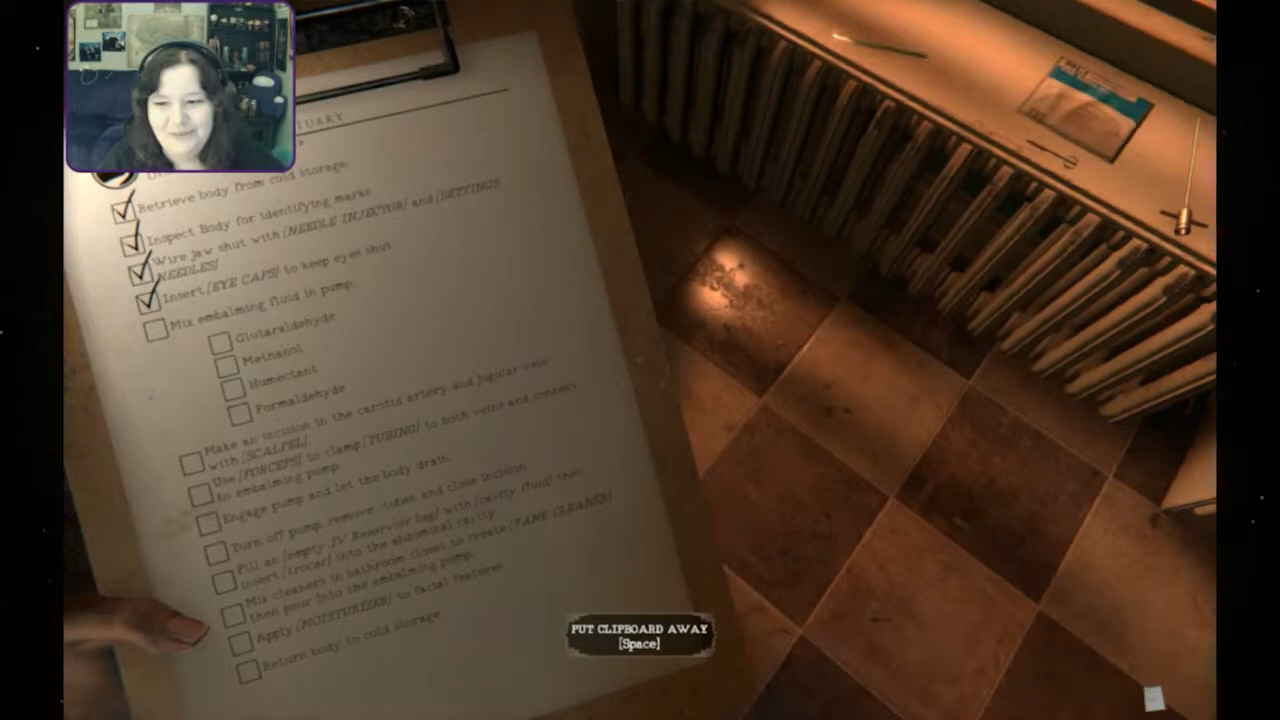 TUARY
Retrieve body from cold storage.
Inspect Body for identifying marks
Wire jaw shut with [NEEDLE INJECTOR] and [SETTINGS
NEEDLES]
Insert [EYE CAPS] to keep eyes shut.
Mix embalming fluid in pump.
Glutaraldehyde
Methanol
Humectant
Formaldehyde
Make an incision in the carotid artery and jugular vein
with [SCALPEL]
Use [FORCEPS] to clamp [TUBING] to both veins and connect
to embalming pump.
Engage pump and let the body drain.
Turn off pump, remove tubes and close incision
Fill an [empty IV Reservoir bag] with [cavity fluid] then
insert [trocar] into the abdominal cavity
Mix cleaners in bathroom closet to create [TANK CLEANER]
then pour into the embalming pump.
Apply [MOISTURIZER] to facial features
Return body to cold storage
PUT CLIPBOARD AWAY
[Space]